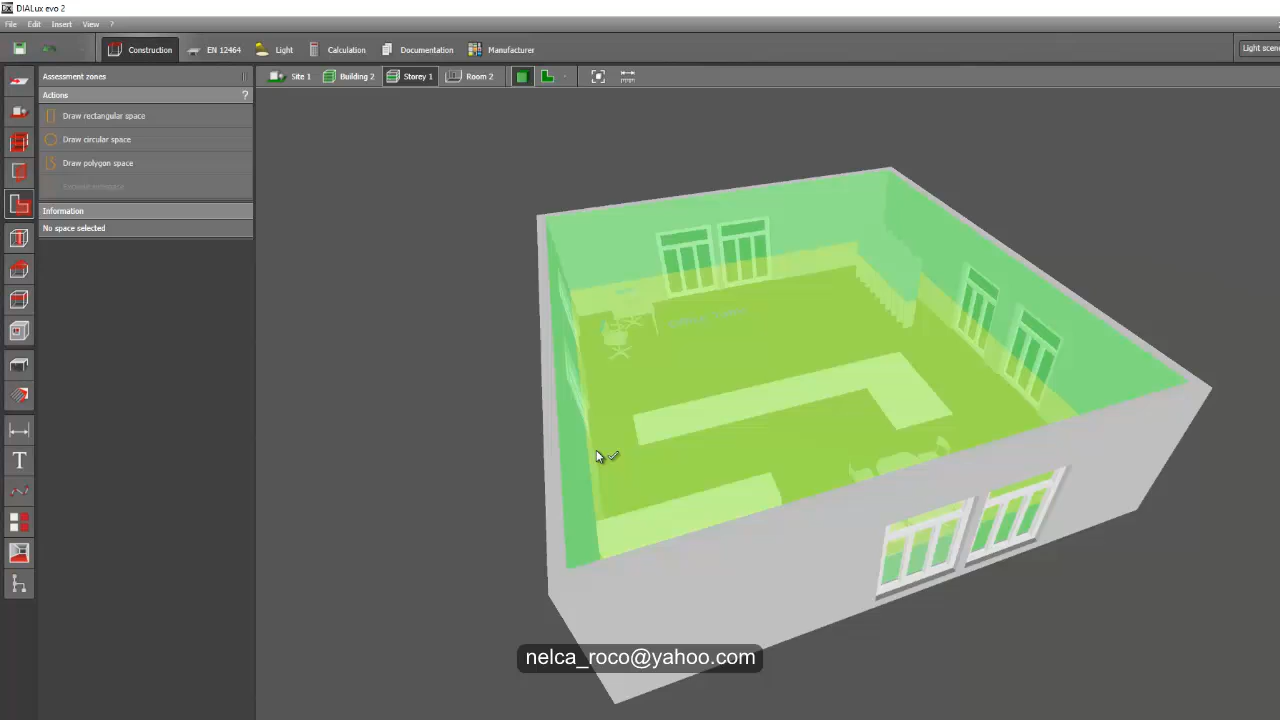 DIALux evo 2
File Edit Insert View ?
Construction EN 12464 Light Calculation Documentation Manufacturer Light scene
Assessment zones Site 1 Building 2 Storey 1 Room 2
Actions ?
Draw rectangular space
Draw circular space
Draw polygon space
Information
No space selected
T
nelca_roco@yahoo.com